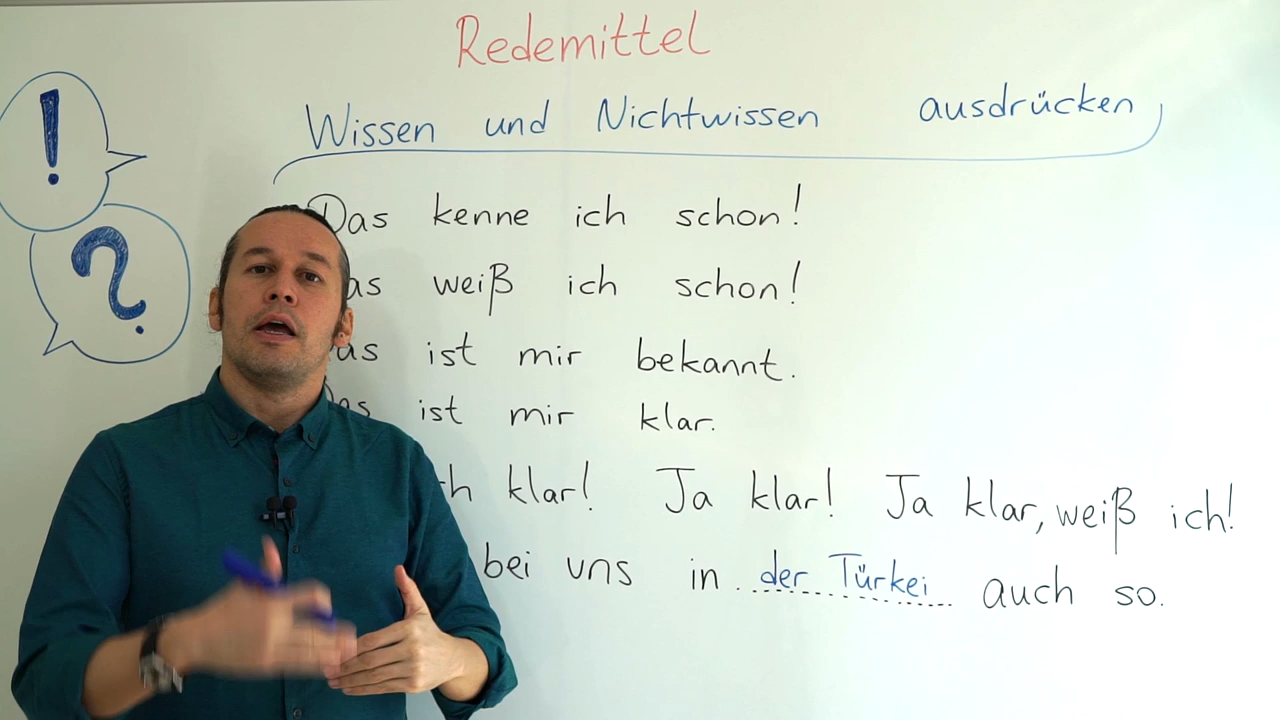 Redemittel
Wissen und Nichtwissen ausdrücken
!
?
Das kenne ich schon!
weiß ich schon!
ist mir bekannt.
ist mir klar.
klar! Ja klar! Ja klar, weiß ich!
bei uns in der Türkei auch so.